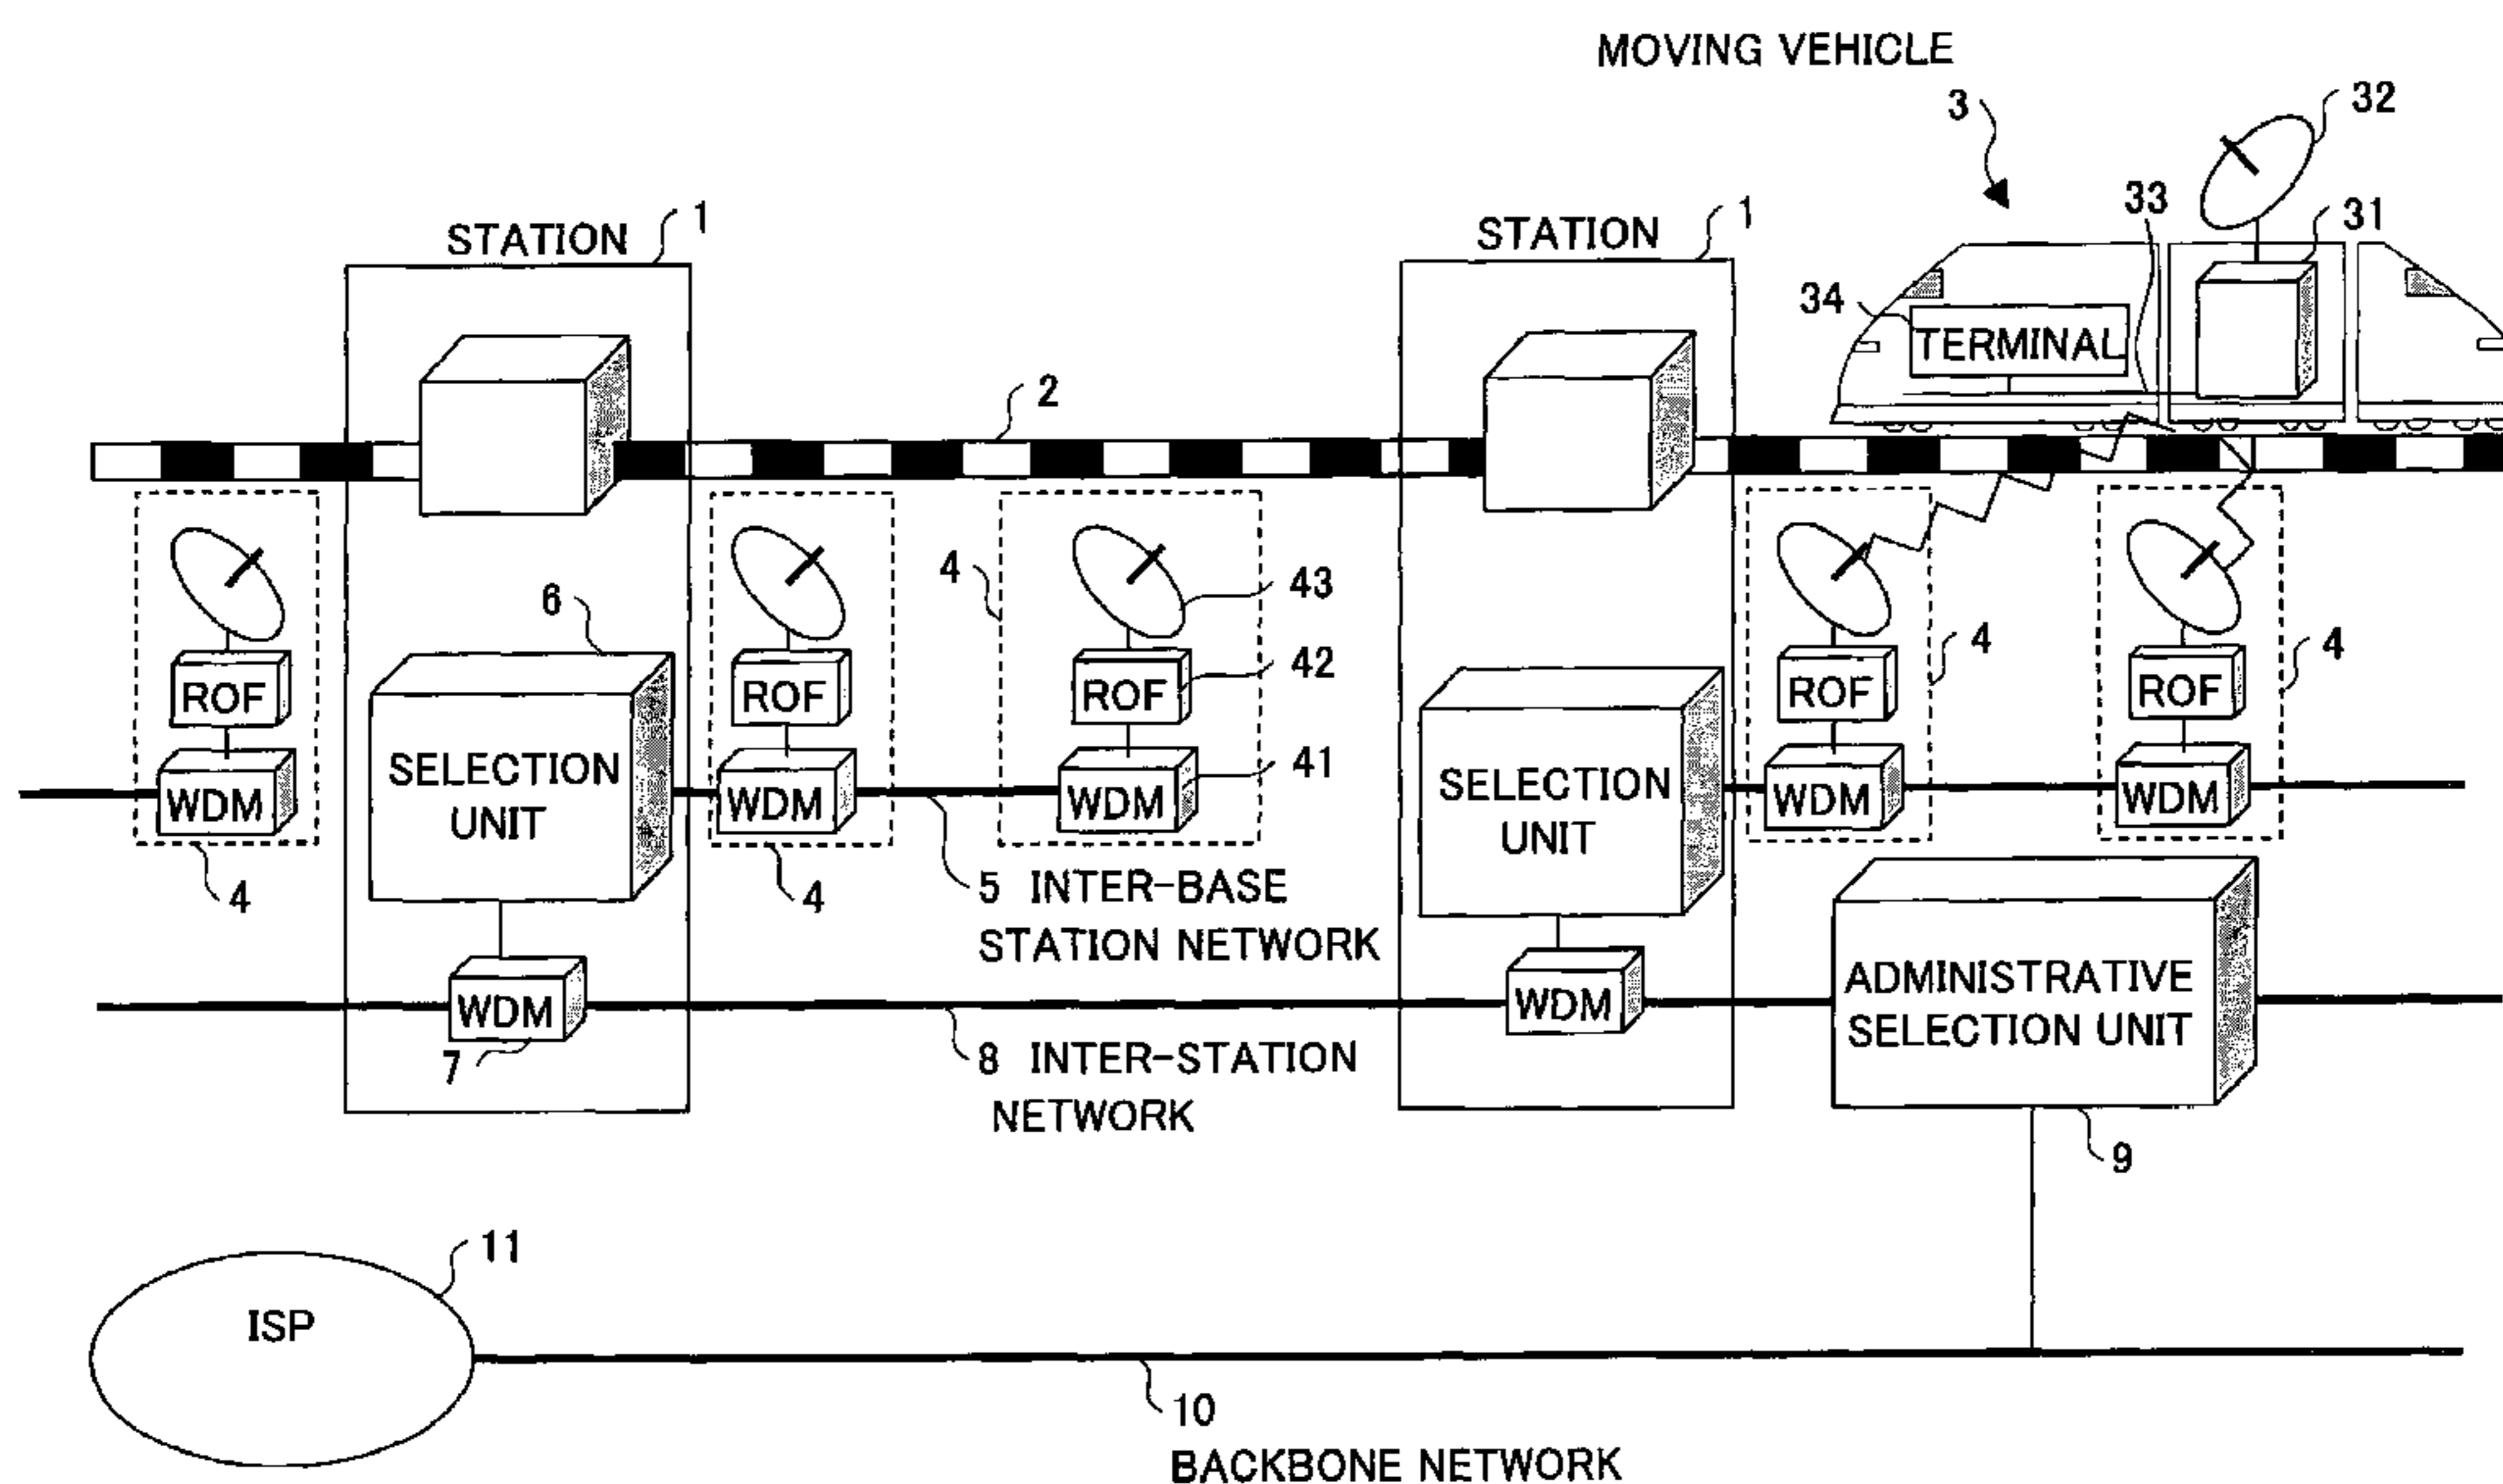 MOVING VEHICLE
3
32
33
31
STATION
1
STATION
1
34
TERMINAL
2
6
4
43
42
41
ROF
ROF
ROF
ROF
4
ROF
4
WDM
SELECTION
UNIT
WDM
WDM
SELECTION
UNIT
WDM
WDM
4
4
5 INTER-BASE
STATION NETWORK
WDM
7
8 INTER-STATION
NETWORK
WDM
ADMINISTRATIVE
SELECTION UNIT
9
11
ISP
10
BACKBONE NETWORK